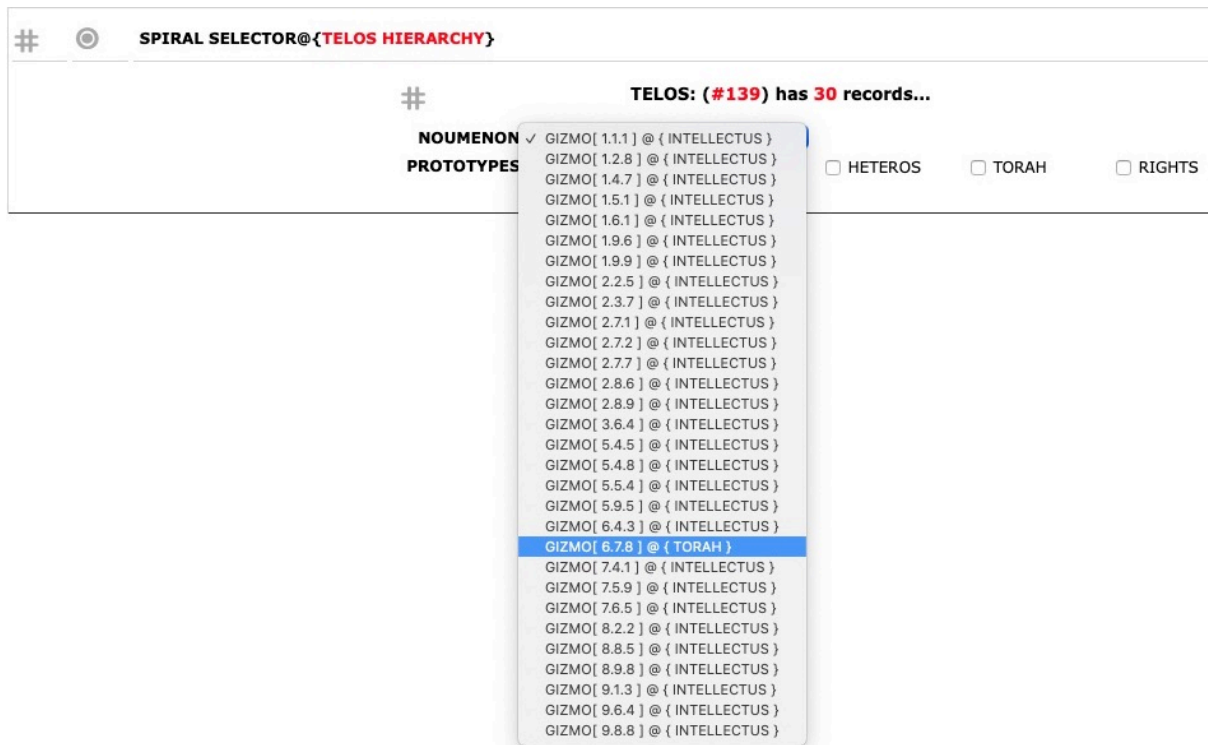 SPIRAL SELECTOR@{TELOS HIERARCHY}
TELOS: (#139) has 30 records...
NOUMENON
PROTOTYPES
✓ GIZMO[ 1.1.1 ] @ { INTELLECTUS }
GIZMO[ 1.2.8 ] @ { INTELLECTUS }
GIZMO[ 1.4.7 ] @ { INTELLECTUS }
GIZMO[ 1.5.1 ] @ { INTELLECTUS }
GIZMO[ 1.6.1 ] @ { INTELLECTUS }
GIZMO[ 1.9.6 ] @ { INTELLECTUS }
GIZMO[ 1.9.9 ] @ { INTELLECTUS }
GIZMO[ 2.2.5 ] @ { INTELLECTUS }
GIZMO[ 2.3.7 ] @ { INTELLECTUS }
GIZMO[ 2.7.1 ] @ { INTELLECTUS }
GIZMO[ 2.7.2 ] @ { INTELLECTUS }
GIZMO[ 2.7.7 ] @ { INTELLECTUS }
GIZMO[ 2.8.6 ] @ { INTELLECTUS }
GIZMO[ 2.8.9 ] @ { INTELLECTUS }
GIZMO[ 3.6.4 ] @ { INTELLECTUS }
GIZMO[ 5.4.5 ] @ { INTELLECTUS }
GIZMO[ 5.4.8 ] @ { INTELLECTUS }
GIZMO[ 5.5.4 ] @ { INTELLECTUS }
GIZMO[ 5.9.5 ] @ { INTELLECTUS }
GIZMO[ 6.4.3 ] @ { INTELLECTUS }
GIZMO[ 6.7.8 ] @ { TORAH }
GIZMO[ 7.4.1 ] @ { INTELLECTUS }
GIZMO[ 7.5.9 ] @ { INTELLECTUS }
GIZMO[ 7.6.5 ] @ { INTELLECTUS }
GIZMO[ 8.2.2 ] @ { INTELLECTUS }
GIZMO[ 8.8.5 ] @ { INTELLECTUS }
GIZMO[ 8.9.8 ] @ { INTELLECTUS }
GIZMO[ 9.1.3 ] @ { INTELLECTUS }
GIZMO[ 9.6.4 ] @ { INTELLECTUS }
GIZMO[ 9.8.8 ] @ { INTELLECTUS }
HETEROS
TORAH
RIGHTS